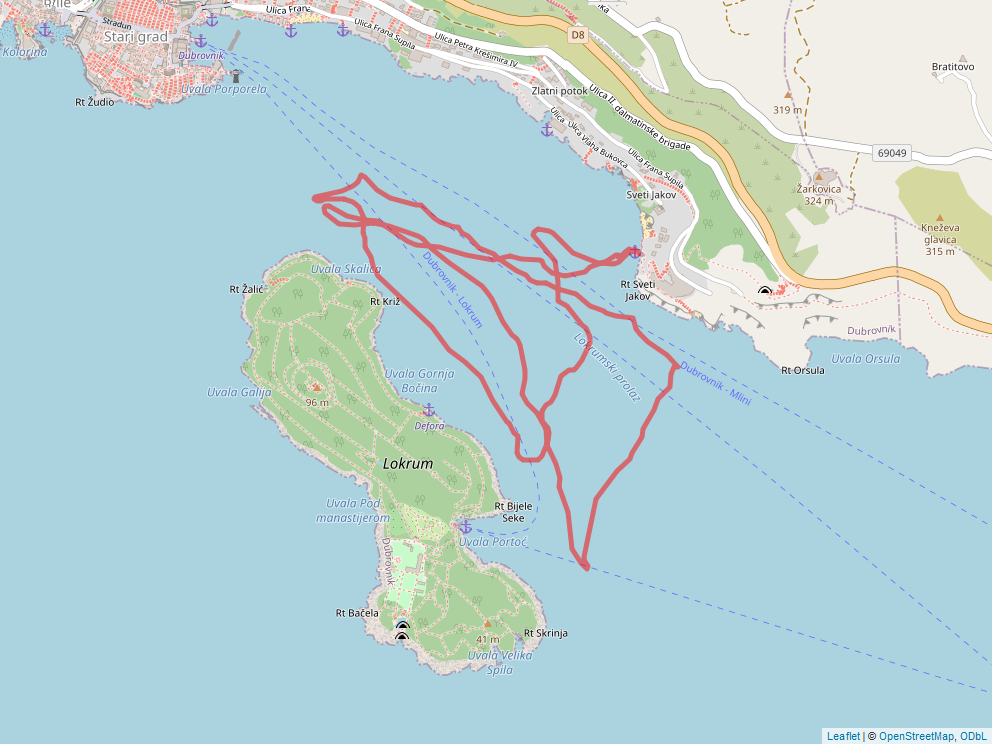 Ulica Frana
Stradun
Stari grad
Ulica Frana Supila
Ulica Petra Krešimira IV.
D8
Kolorina
Dubrovnik
Bratitovo
Uvala Porporela
Zlatni potok
Rt Žudio
319 m
Ulica II. dalmatinske brigade
Ulica Vlaha Bukovca
69049
Ulica Frana Supila
Žarkovica
324 m
Sveti Jakov
Kneževa
glavica
315 m
Uvala Skalica
Rt Žalić
Rt Križ
Dubrovnik - Lokrum
Rt Sveti
Jakov
Dubrovnik
Lokrumski prolaz
Uvala Orsula
Rt Orsula
Dubrovnik - Mlini
Uvala Gornja
Bočina
Uvala Galija
96 m
Defora
Lokrum
Uvala Pod
manastijerom
Rt Bijele
Seke
Uvala Portoč
Dubrovnik
Rt Bačela
41 m
Rt Skrinja
Uvala Velika
Spila
Leaflet | © OpenStreetMap, ODbL